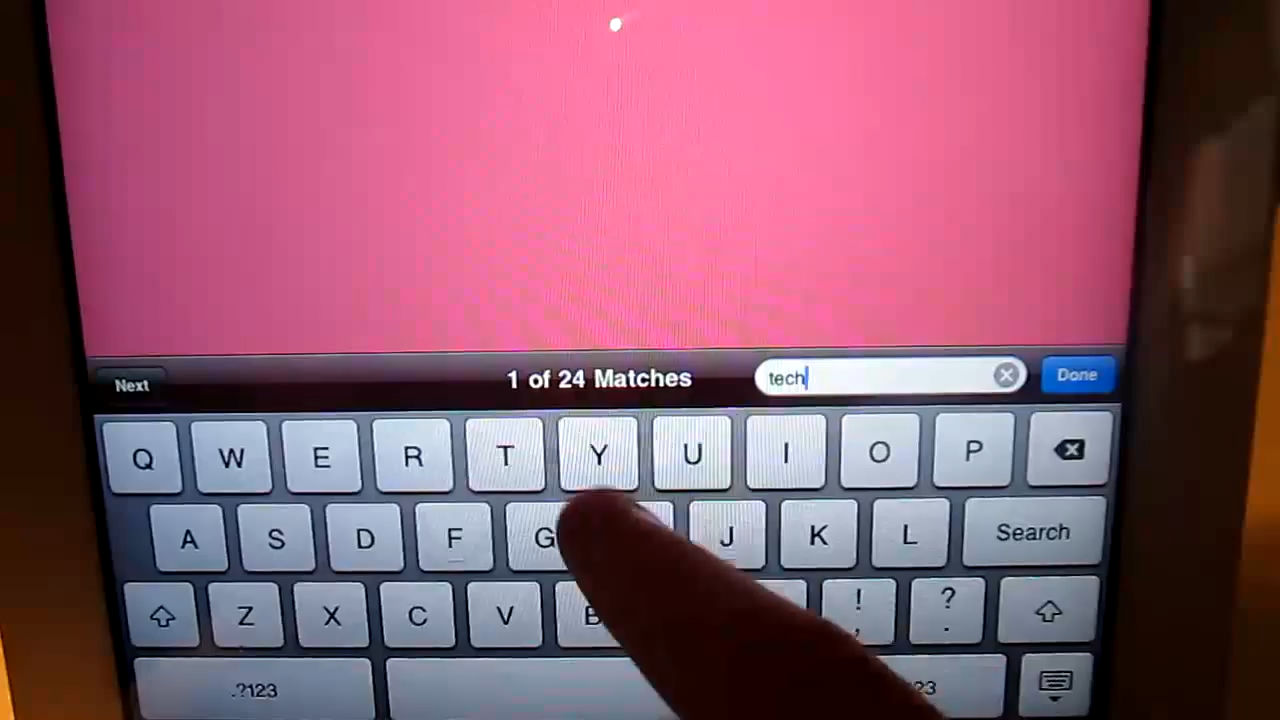 Next 1 of 24 Matches tech Done
Q W E R T Y U I O P
A S D F G J K L Search
Z X C V B ! , ? .
.?123